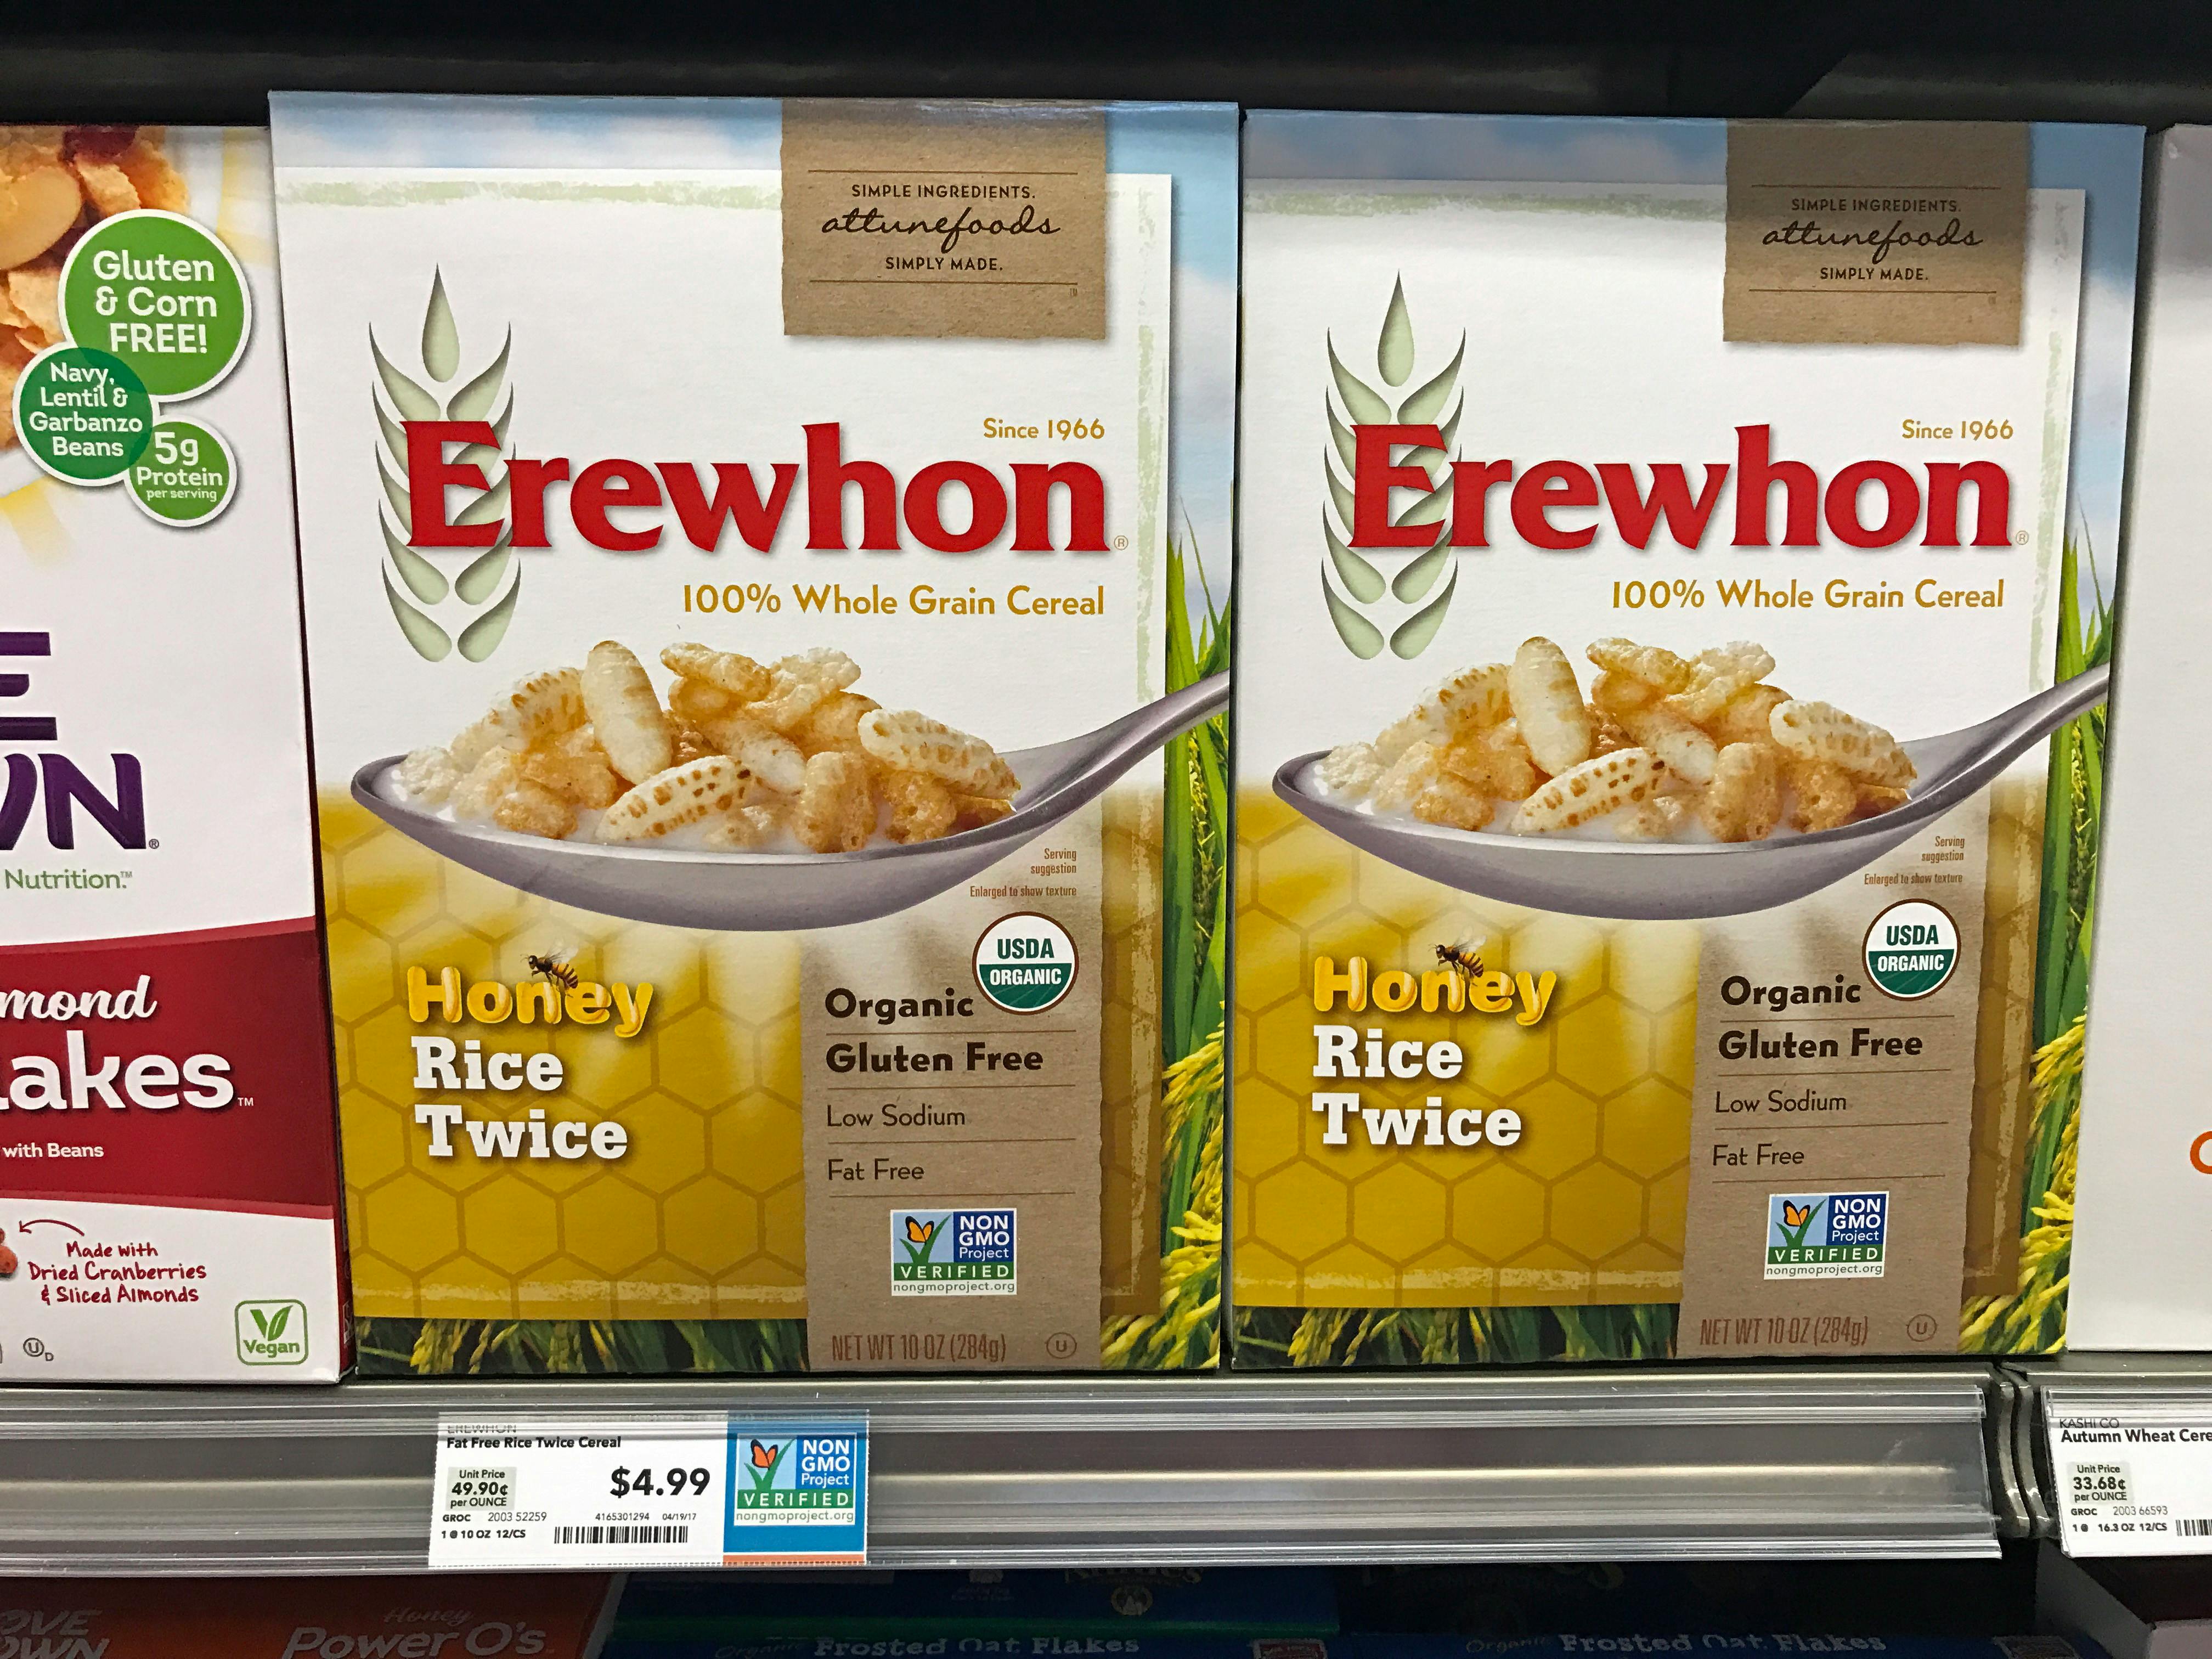 Gluten
& Corn
FREE!
Navy,
Lentil &
Garbanzo
Beans
5g
Protein
per serving
Nutrition.™
with Beans
Made with
Dried Cranberries
& Sliced Almonds
Vegan
SIMPLE INGREDIENTS.
attunefoods
SIMPLY MADE.
Since 1966
Erewhon®
100% Whole Grain Cereal
Serving
suggestion
Enlarged to show texture
Honey
Rice
Twice
USDA
ORGANIC
Organic
Gluten Free
Low Sodium
Fat Free
NON
GMO
Project
VERIFIED
nongmoproject.org
NET WT 10 OZ (284g)
U
SIMPLE INGREDIENTS.
attunefoods
SIMPLY MADE.
Since 1966
Erewhon®
100% Whole Grain Cereal
Serving
suggestion
Enlarged to show texture
Honey
Rice
Twice
USDA
ORGANIC
Organic
Gluten Free
Low Sodium
Fat Free
NON
GMO
Project
VERIFIED
nongmoproject.org
NET WT 10 OZ (284g)
U
EREWHON
Fat Free Rice Twice Cereal
Unit Price
49.90¢
per OUNCE
$4.99
GROC 2003 52259 4165301294 04/19/17
1 @ 10 OZ 12/CS
NON
GMO
Project
VERIFIED
nongmoproject.org
KASHI CO
Autumn Wheat
Unit Price
33.68¢
per OUNCE
GROC 2003 66593
1 @ 16.3 OZ 12/CS
Honey
Power O's
Organic Frosted Oat Flakes
Organic Frosted Oat Flakes